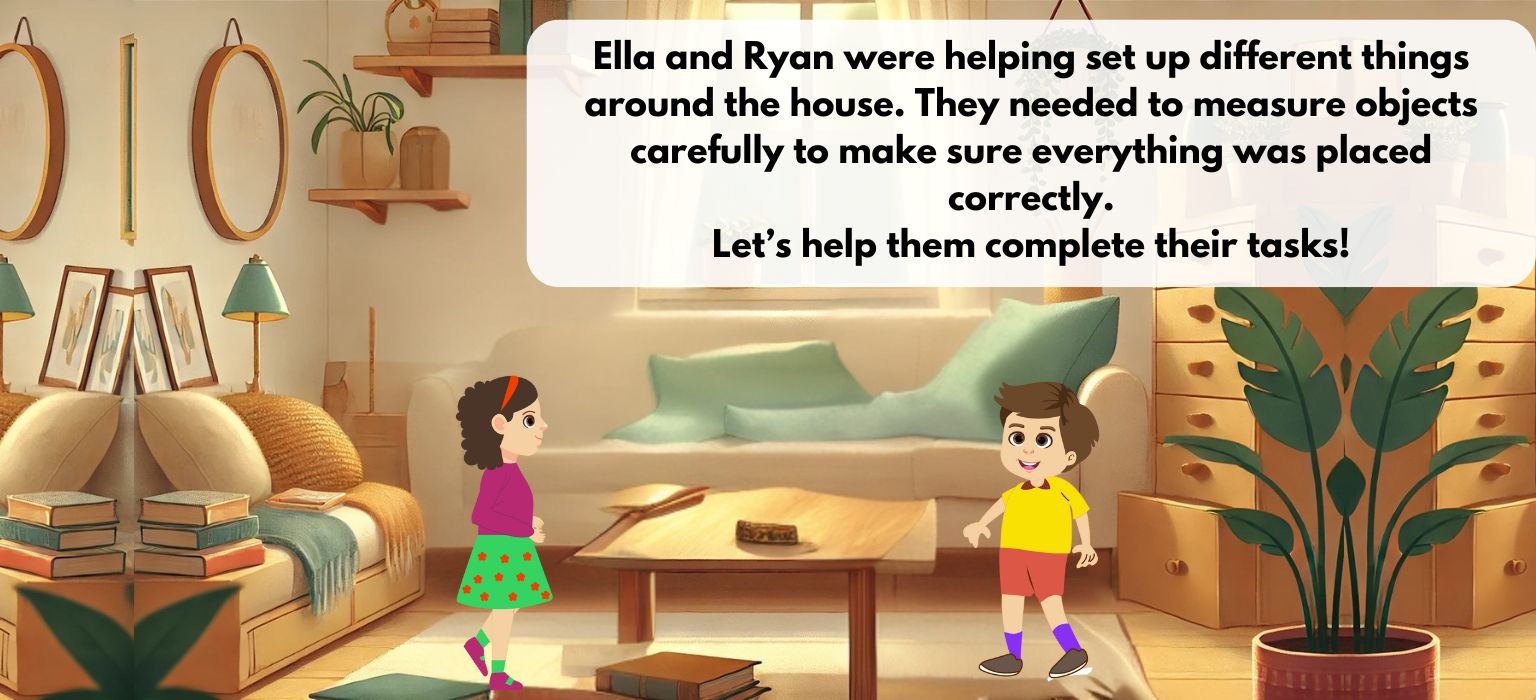 Ella and Ryan were helping set up different things
around the house. They needed to measure objects
carefully to make sure everything was placed
correctly.
Let’s help them complete their tasks!